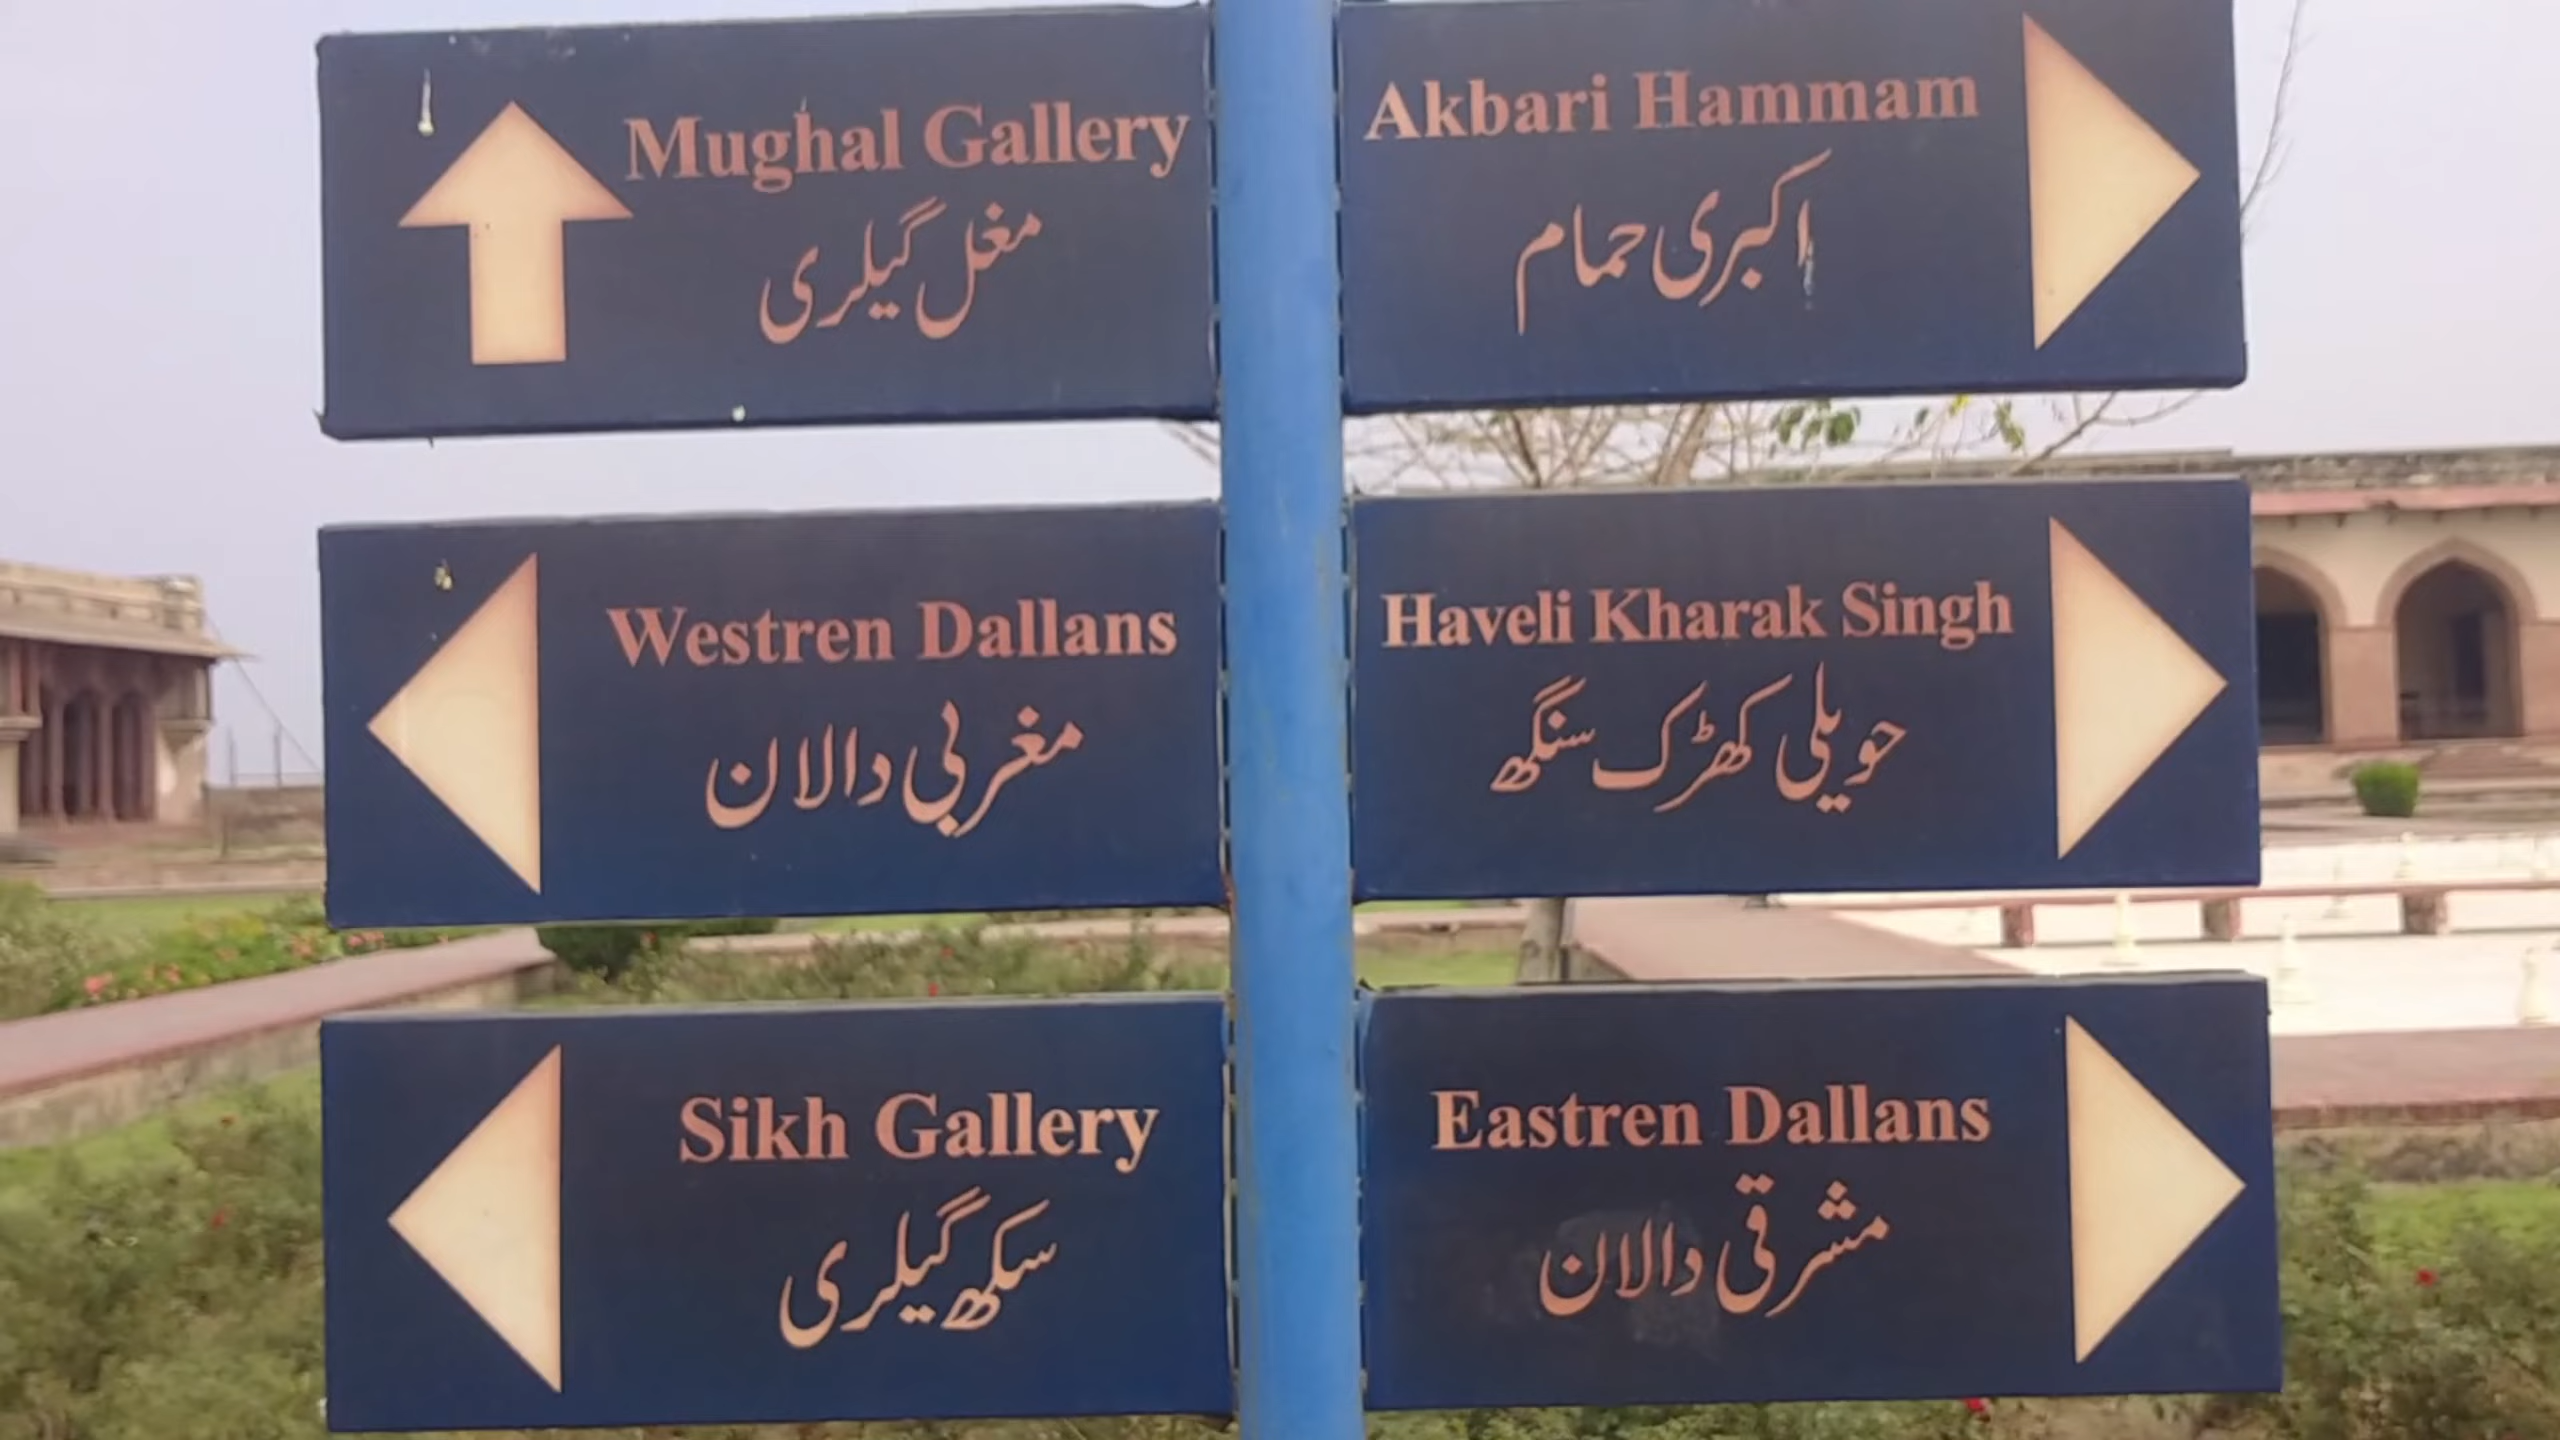 Mughal Gallery
مغل گیلری
Akbari Hammam
اکبری حمام
Westren Dallans
مغربی دالان
Haveli Kharak Singh
حویلی کھڑک سنگھ
Sikh Gallery
سکھ گیلری
Eastren Dallans
مشرقی دالان